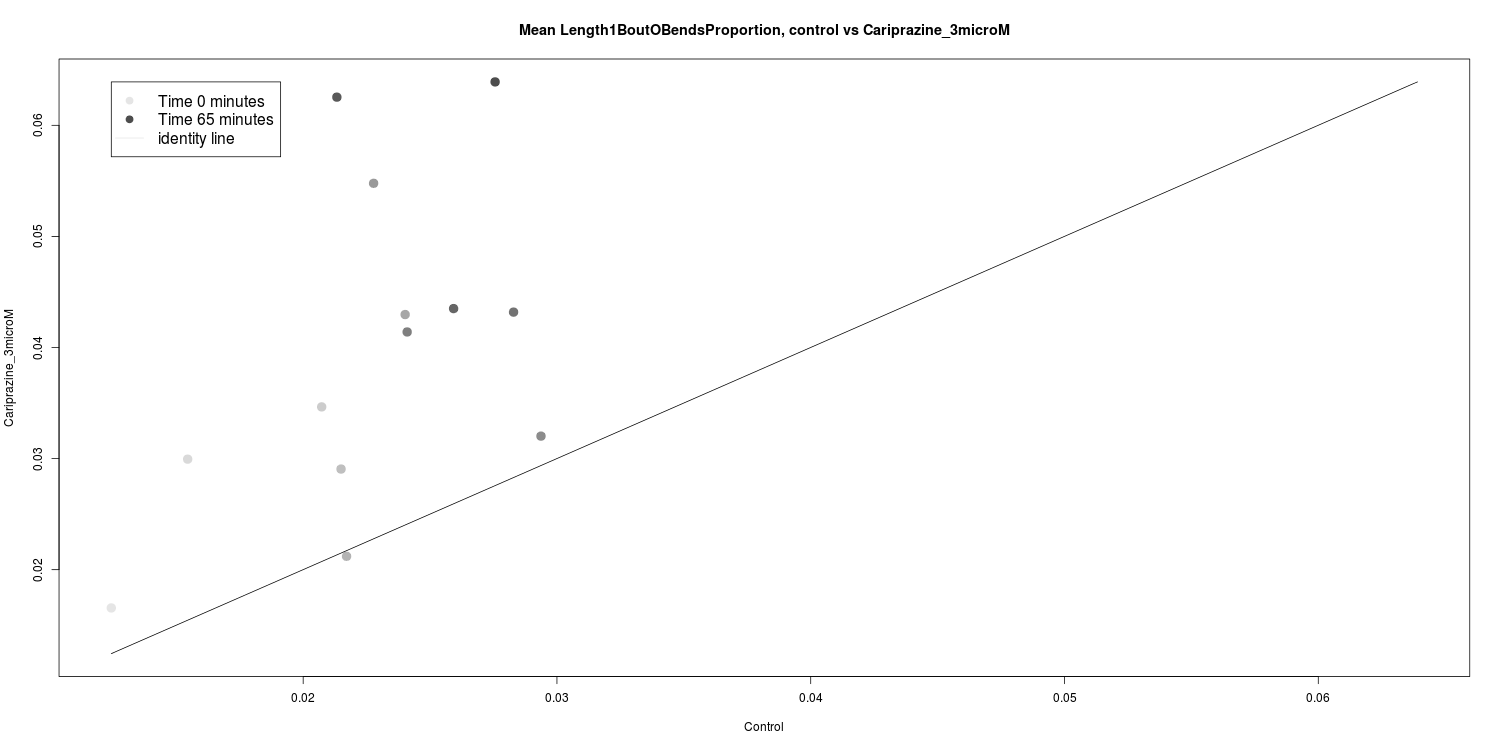 Mean Length1BoutOBendsProportion, control vs Cariprazine_3microM
Time 0 minutes
Time 65 minutes
identity line
Cariprazine_3microM
0.06
0.05
0.04
0.03
0.02
0.02
0.03
0.04
0.05
0.06
Control